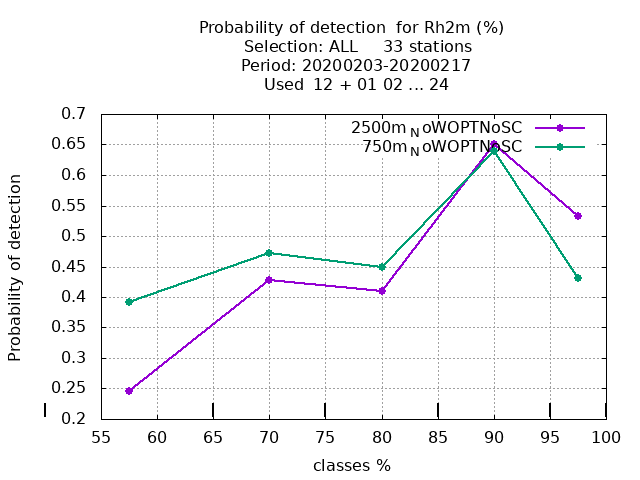 Probability of detection  for Rh2m (%)
Selection: ALL     33 stations
Period: 20200203-20200217
Used  12 + 01 02 ... 24
2500m_NoWOPTNoSC
750m_NoWOPTNoSC
Probability of detection
0.7
0.65
0.6
0.55
0.5
0.45
0.4
0.35
0.3
0.25
0.2
55 60 65 70 75 80 85 90 95 100
classes %